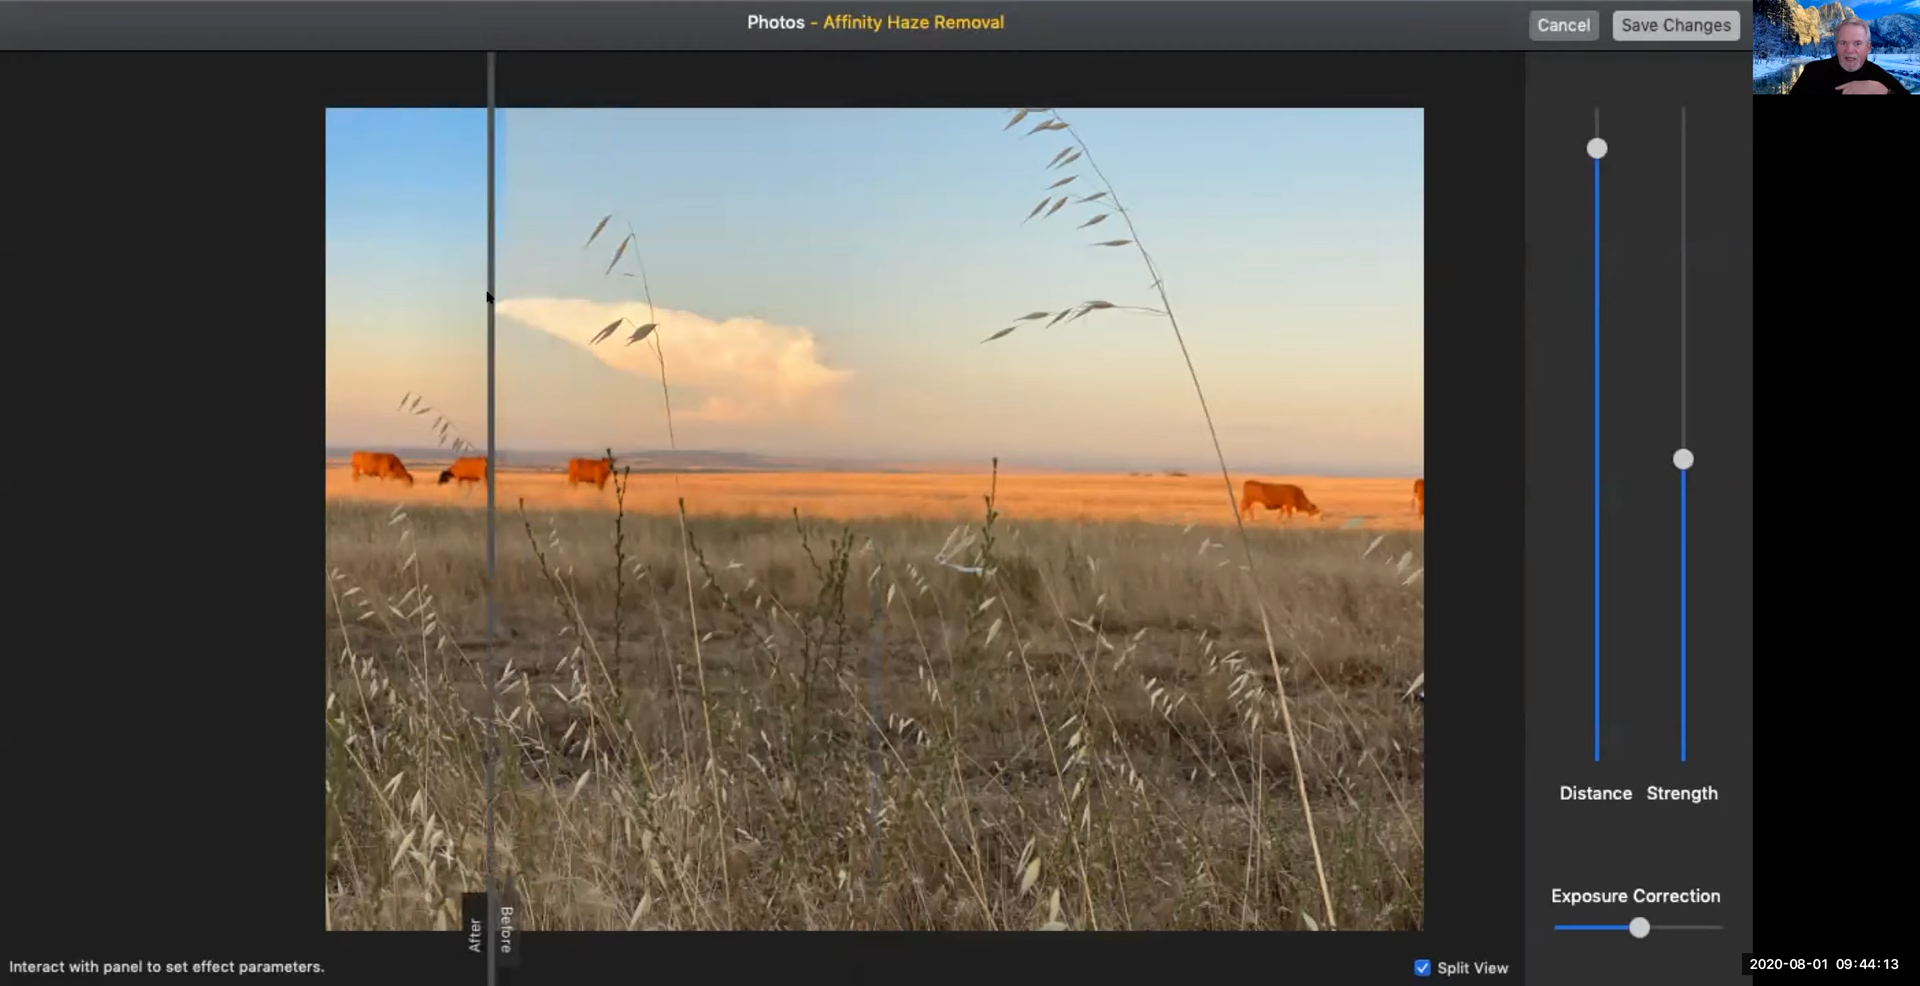 Photos - Affinity Haze Removal
Cancel
Save Changes
Distance
Strength
Exposure Correction
After
Before
Interact with panel to set effect parameters.
Split View
2020-08-01 09:44:13